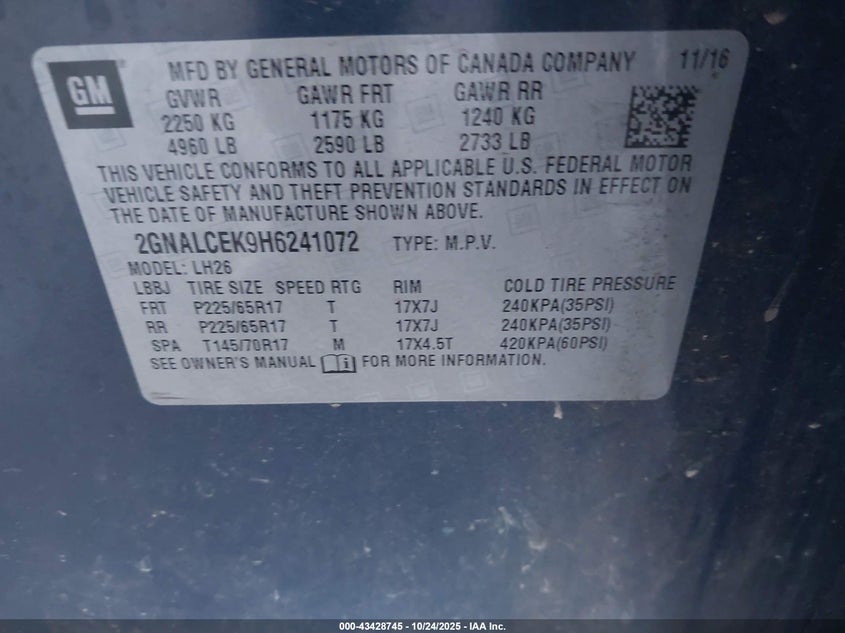 GM
MFD BY GENERAL MOTORS OF CANADA COMPANY 11/16
GVWR GAWR FRT GAWR RR
2250 KG 1175 KG 1240 KG
4960 LB 2590 LB 2733 LB
THIS VEHICLE CONFORMS TO ALL APPLICABLE U.S. FEDERAL MOTOR
VEHICLE SAFETY AND THEFT PREVENTION STANDARDS IN EFFECT ON
THE DATE OF MANUFACTURE SHOWN ABOVE.
2GNALCEK9H6241072 TYPE: M.P.V.
MODEL: LH26
LBBJ TIRE SIZE SPEED RTG RIM COLD TIRE PRESSURE
FRT P225/65R17 T 17X7J 240KPA(35PSI)
RR P225/65R17 T 17X7J 240KPA(35PSI)
SPA T145/70R17 M 17X4.5T 420KPA(60PSI)
SEE OWNER'S MANUAL FOR MORE INFORMATION.
000-43428745 - 10/24/2025 - IAA Inc.